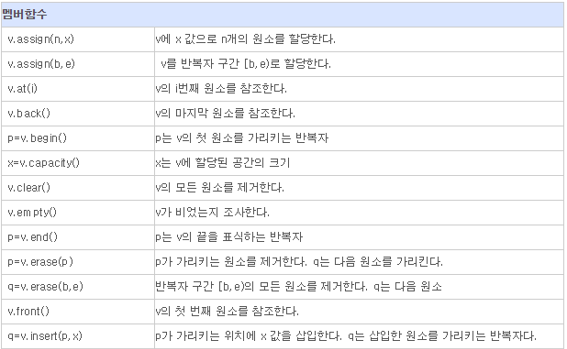 멤버함수
v.assign(n,x) v에 x 값으로 n개의 원소를 할당한다.
v.assign(b,e) v를 반복자 구간 [b,e)로 할당한다.
v.at(i) v의 i번째 원소를 참조한다.
v.back() v의 마지막 원소를 참조한다.
p=v.begin() p는 v의 첫 원소를 가리키는 반복자
x=v.capacity() x는 v에 할당된 공간의 크기
v.clear() v의 모든 원소를 제거한다.
v.empty() v가 비었는지 조사한다.
p=v.end() p는 v의 끝을 표식하는 반복자
p=v.erase(p) p가 가리키는 원소를 제거한다. q는 다음 원소를 가리킨다.
q=v.erase(b,e) 반복자 구간 [b,e)의 모든 원소를 제거한다. q는 다음 원소
v.front() v의 첫 번째 원소를 참조한다.
q=v.insert(p,x) p가 가리키는 위치에 x 값을 삽입한다. q는 삽입한 원소를 가리키는 반복자다.